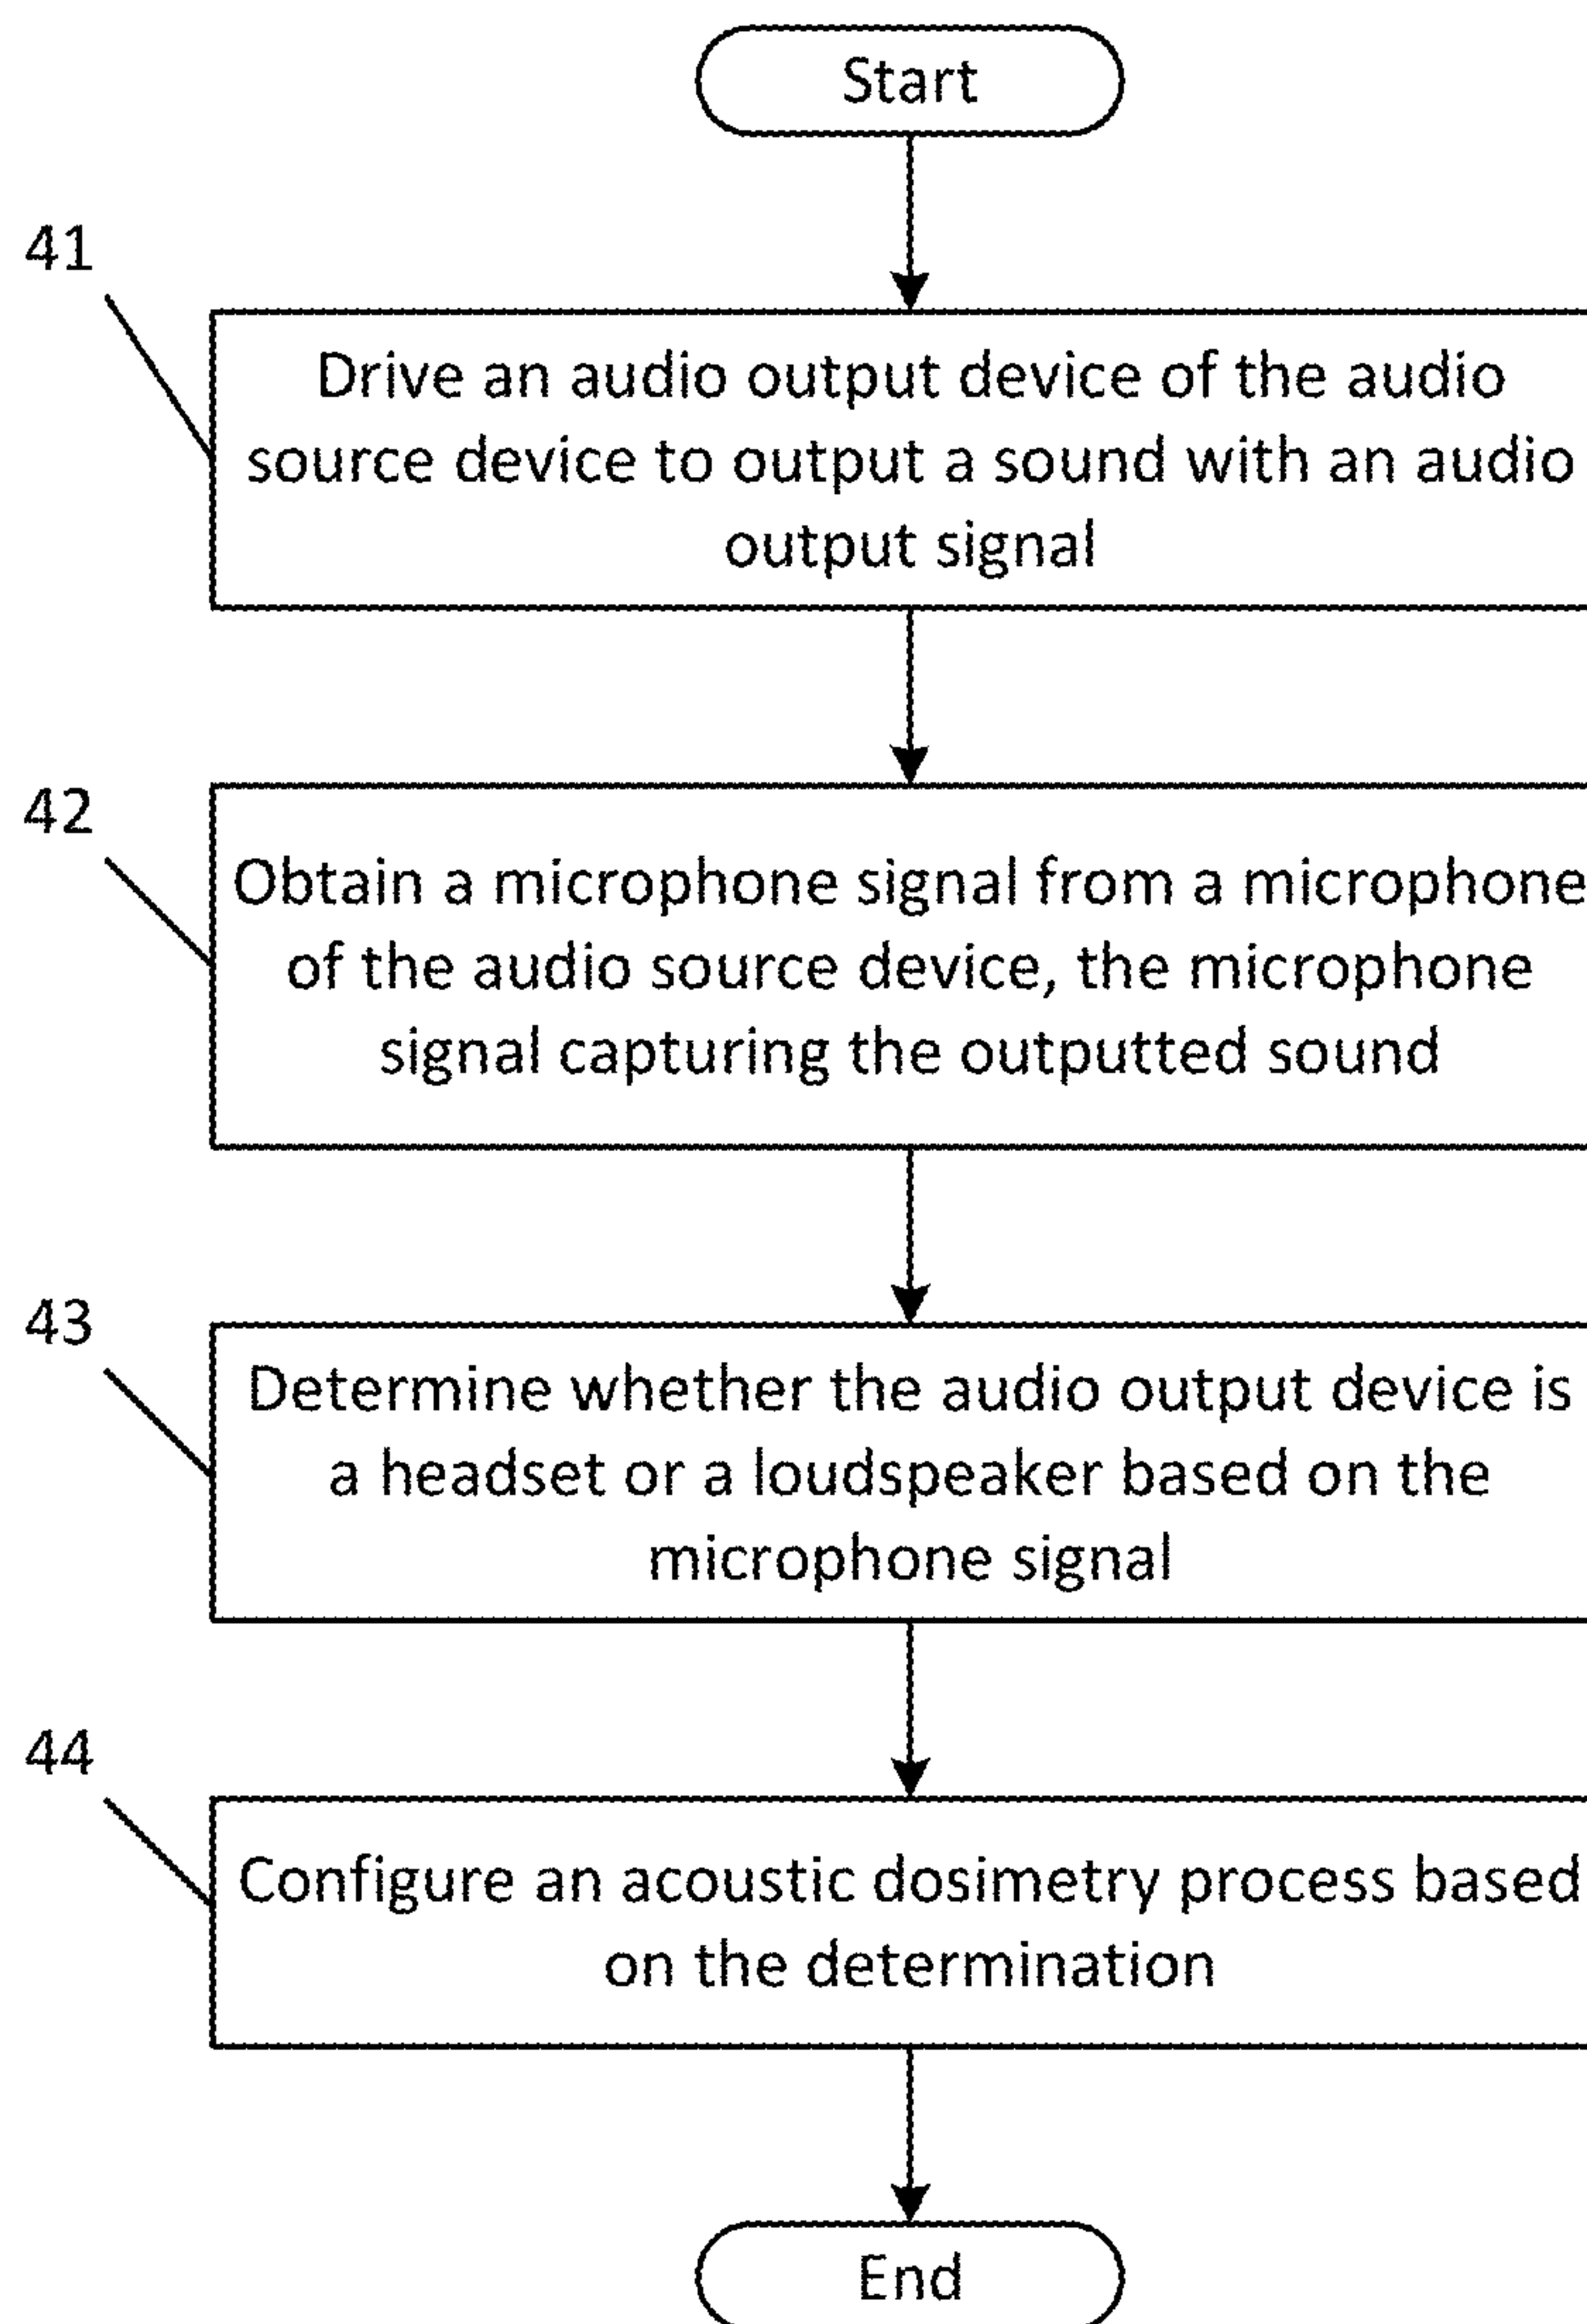 Start
41
Drive an audio output device of the audio
source device to output a sound with an audio
output signal
42
Obtain a microphone signal from a microphone
of the audio source device, the microphone
signal capturing the outputted sound
43
Determine whether the audio output device is
a headset or a loudspeaker based on the
microphone signal
44
Configure an acoustic dosimetry process based
on the determination
End